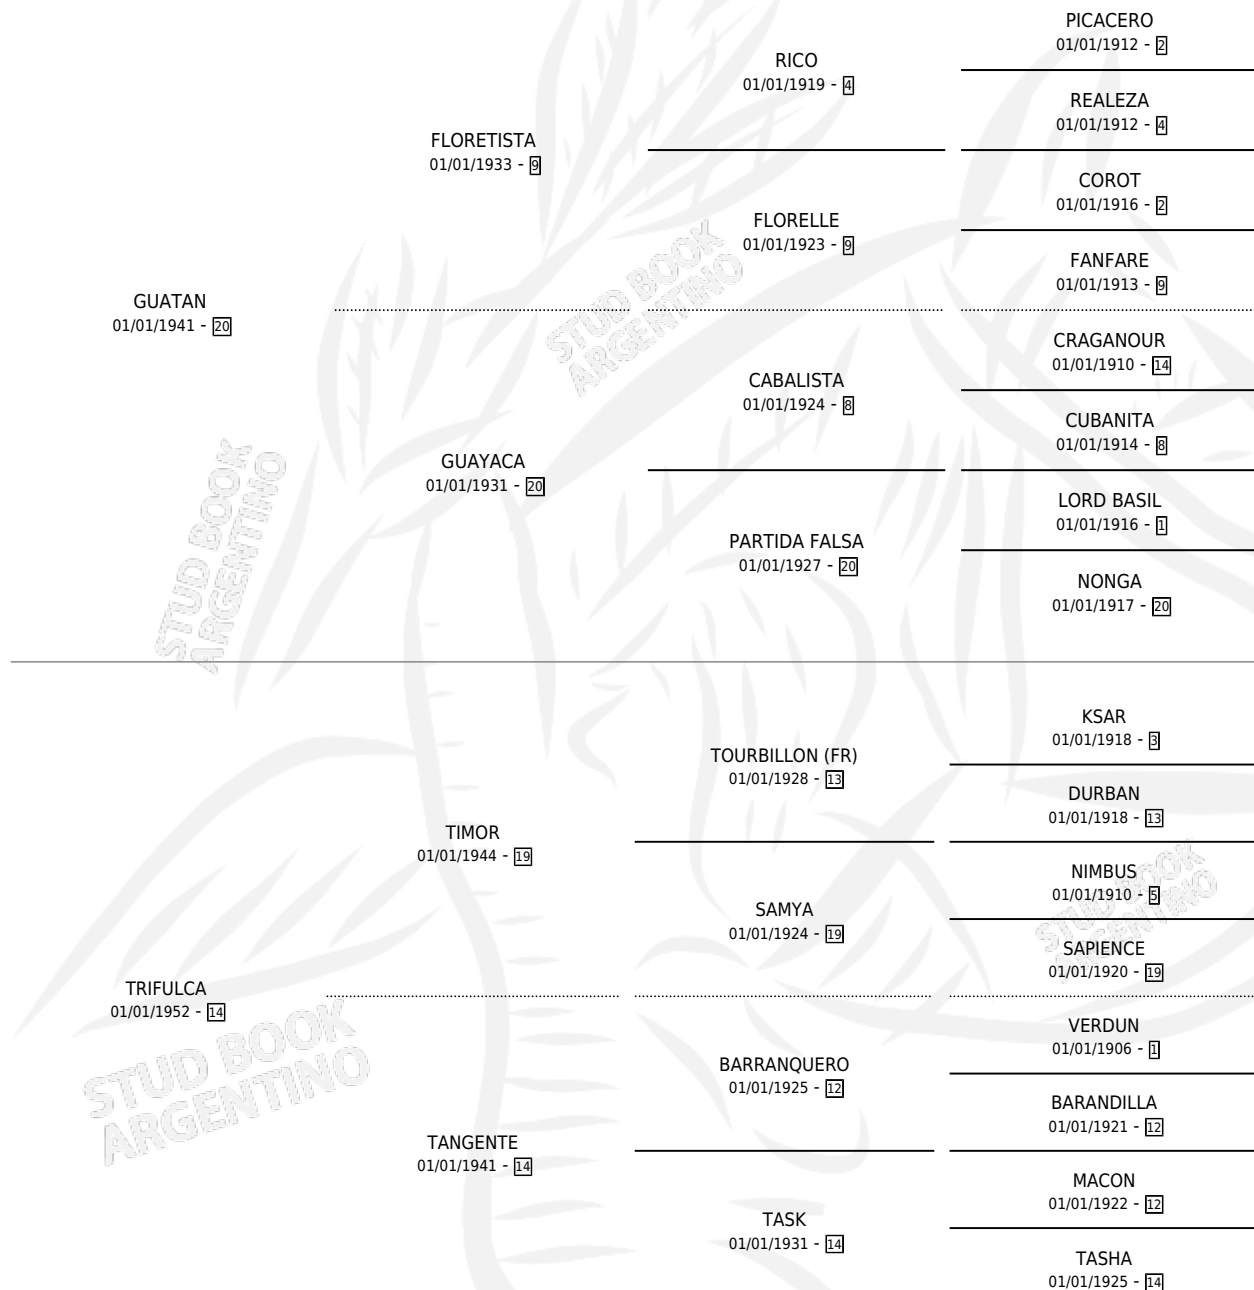 PICACERO
01/01/1912 - 2
RICO
01/01/1919 - 4
REALEZA
01/01/1912 - 4
FLORETISTA
01/01/1933 - 9
COROT
01/01/1916 - 2
FLORELLE
01/01/1923 - 9
FANFARE
01/01/1913 - 9
STUD BOOK
ARGENTINO
GUATAN
01/01/1941 - 20
CRAGANOUR
01/01/1910 - 14
CABALISTA
01/01/1924 - 8
CUBANITA
01/01/1914 - 8
GUAYACA
01/01/1931 - 20
LORD BASIL
01/01/1916 - 1
PARTIDA FALSA
01/01/1927 - 20
NONGA
01/01/1917 - 20
STUD BOOK
ARGENTINO
KSAR
01/01/1918 - 3
TOURBILLON (FR)
01/01/1928 - 13
DURBAN
01/01/1918 - 13
TIMOR
01/01/1944 - 19
NIMBUS
01/01/1910 - 5
SAMYA
01/01/1924 - 19
SAPIENCE
01/01/1920 - 19
STUD BOOK
ARGENTINO
TRIFULCA
01/01/1952 - 14
VERDUN
01/01/1906 - 1
BARRANQUERO
01/01/1925 - 12
BARANDILLA
01/01/1921 - 12
STUD BOOK
ARGENTINO
TANGENTE
01/01/1941 - 14
MACON
01/01/1922 - 12
TASK
01/01/1931 - 14
TASHA
01/01/1925 - 14